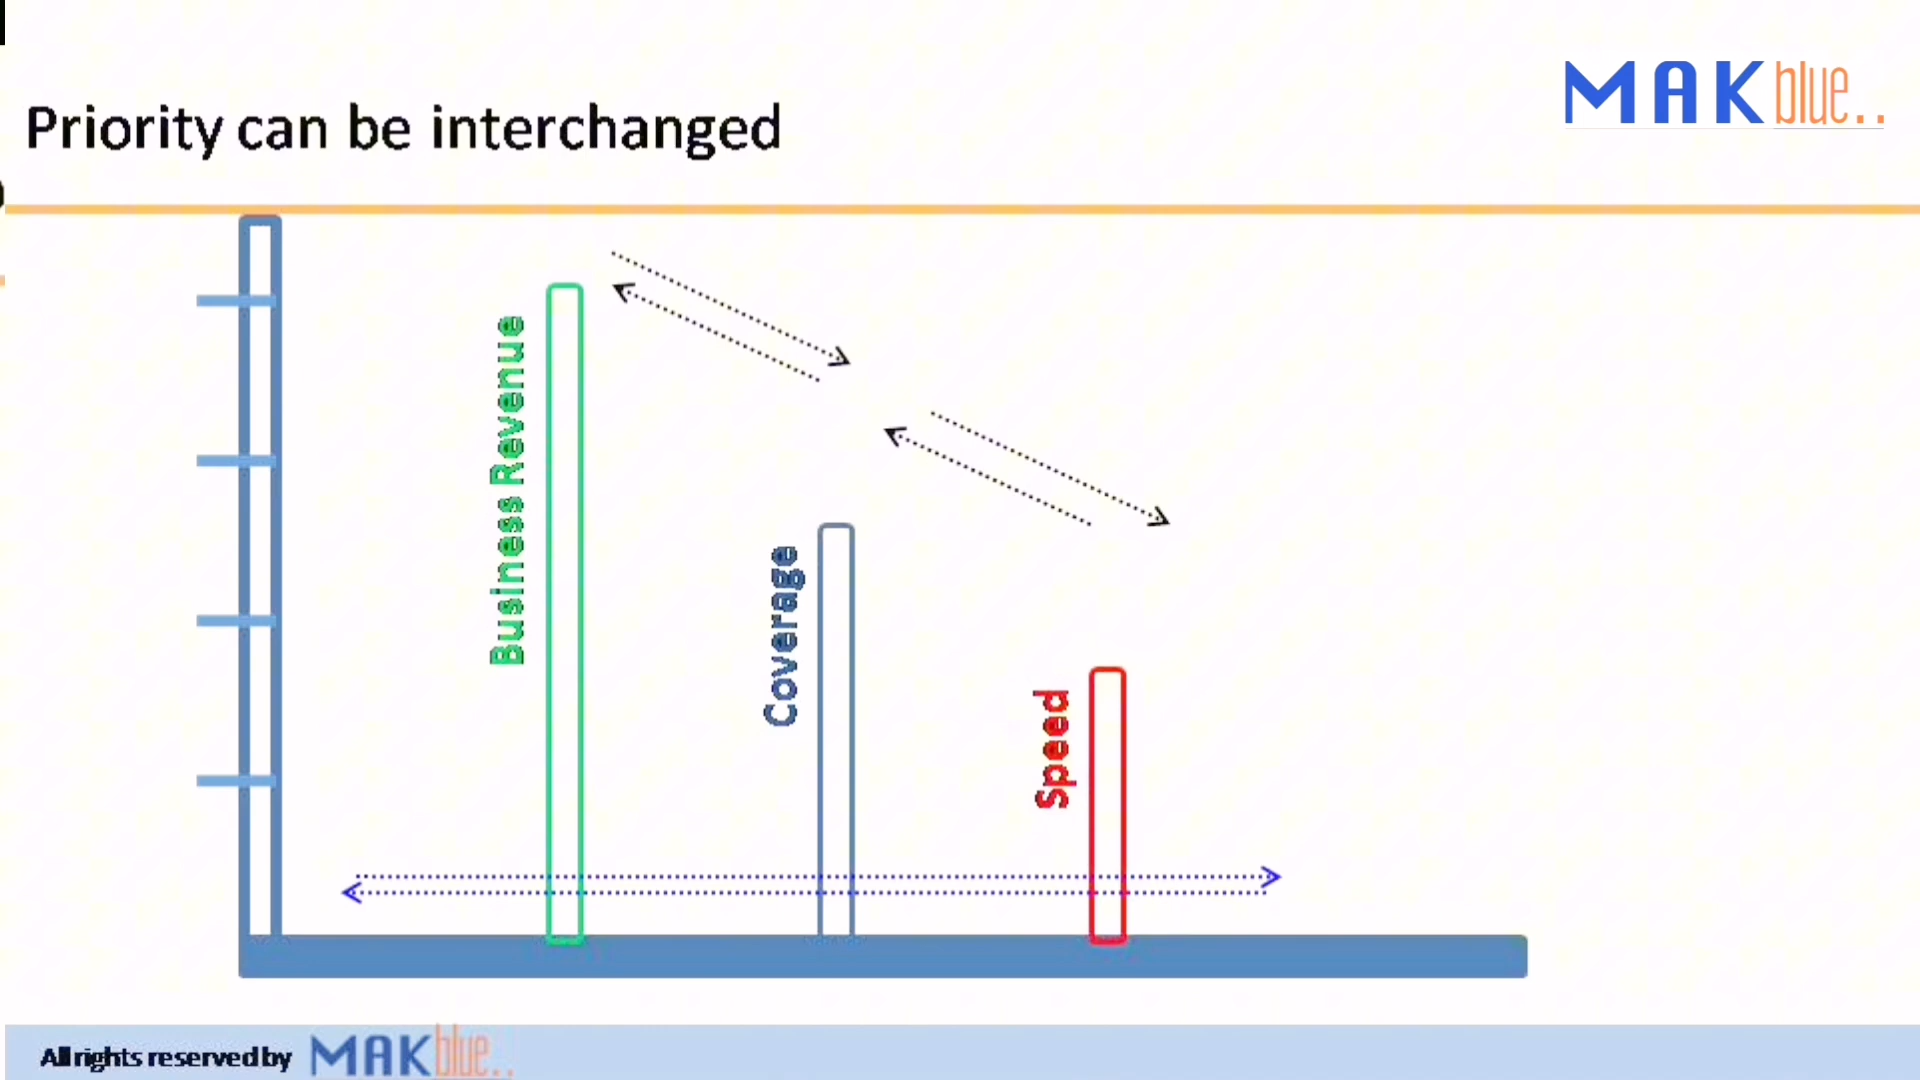 MAKblue..
Priority can be interchanged
Business Revenue
Coverage
Speed
All rights reserved by MAKblue..